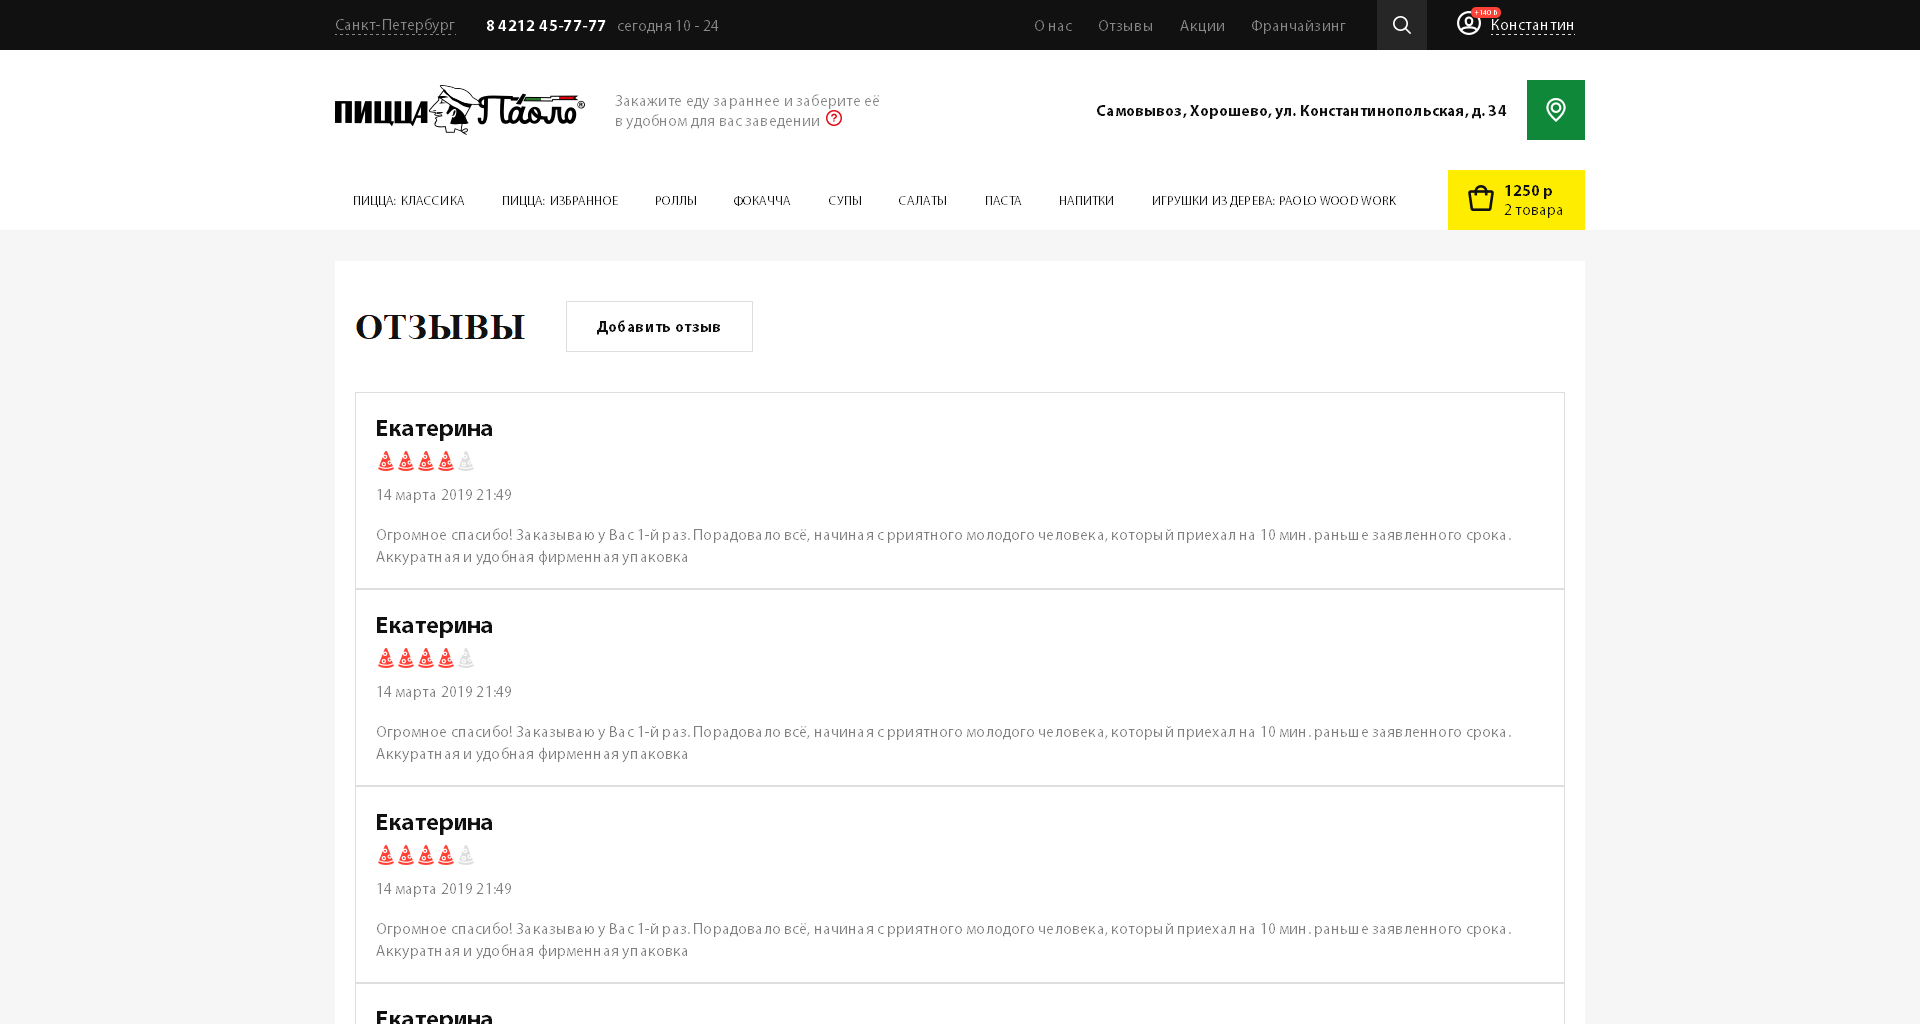 Санкт-Петербург
8 4212 45-77-77
сегодня 10 - 24
О нас
Отзывы
Акции
Франчайзинг
+140 ₽
Константин
ПИЦЦА Пáоло®
Закажите еду зараннее и заберите её
в удобном для вас заведении ?
Самовывоз, Хорошево, ул. Константинопольская, д. 34
ПИЦЦА: КЛАССИКА
ПИЦЦА: ИЗБРАННОЕ
РОЛЛЫ
ФОКАЧЧА
СУПЫ
САЛАТЫ
ПАСТА
НАПИТКИ
ИГРУШКИ ИЗ ДЕРЕВА: PAOLO WOOD WORK
1250 р
2 товара
ОТЗЫВЫ
Добавить отзыв
Екатерина
14 марта 2019 21:49
Огромное спасибо! Заказываю у Вас 1-й раз. Порадовало всё, начиная с рриятного молодого человека, который приехал на 10 мин. раньше заявленного срока.
Аккуратная и удобная фирменная упаковка
Екатерина
14 марта 2019 21:49
Огромное спасибо! Заказываю у Вас 1-й раз. Порадовало всё, начиная с рриятного молодого человека, который приехал на 10 мин. раньше заявленного срока.
Аккуратная и удобная фирменная упаковка
Екатерина
14 марта 2019 21:49
Огромное спасибо! Заказываю у Вас 1-й раз. Порадовало всё, начиная с рриятного молодого человека, который приехал на 10 мин. раньше заявленного срока.
Аккуратная и удобная фирменная упаковка
Екатерина